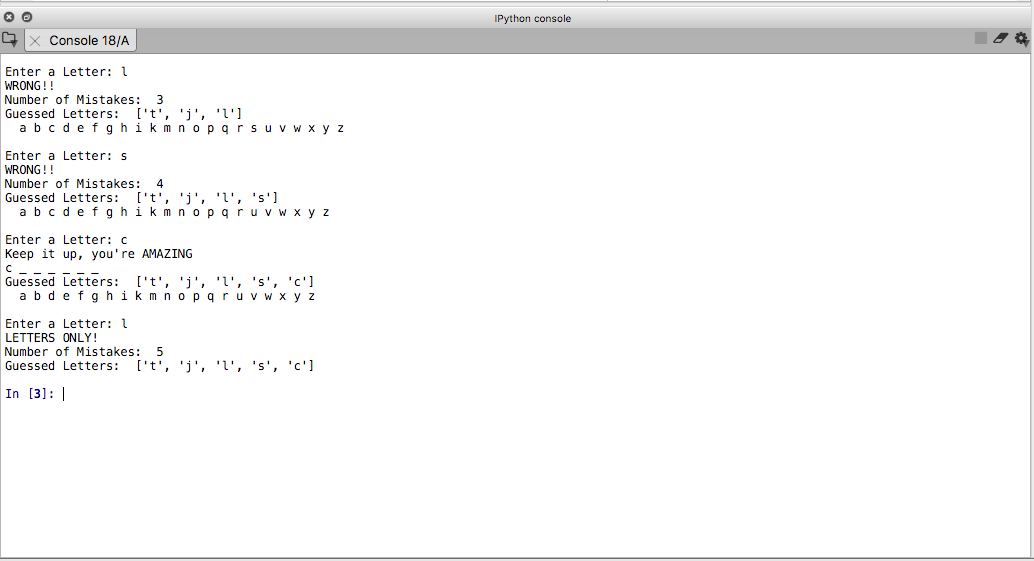 IPython console
Console 18/A
Enter a Letter: l
WRONG!!
Number of Mistakes:  3
Guessed Letters:  ['t', 'j', 'l']
  a b c d e f g h i k m n o p q r s u v w x y z
Enter a Letter: s
WRONG!!
Number of Mistakes:  4
Guessed Letters:  ['t', 'j', 'l', 's']
  a b c d e f g h i k m n o p q r u v w x y z
Enter a Letter: c
Keep it up, you're AMAZING
c _ _ _ _ _ _
Guessed Letters:  ['t', 'j', 'l', 's', 'c']
  a b d e f g h i k m n o p q r u v w x y z
Enter a Letter: l
LETTERS ONLY!
Number of Mistakes:  5
Guessed Letters:  ['t', 'j', 'l', 's', 'c']
In [3]: